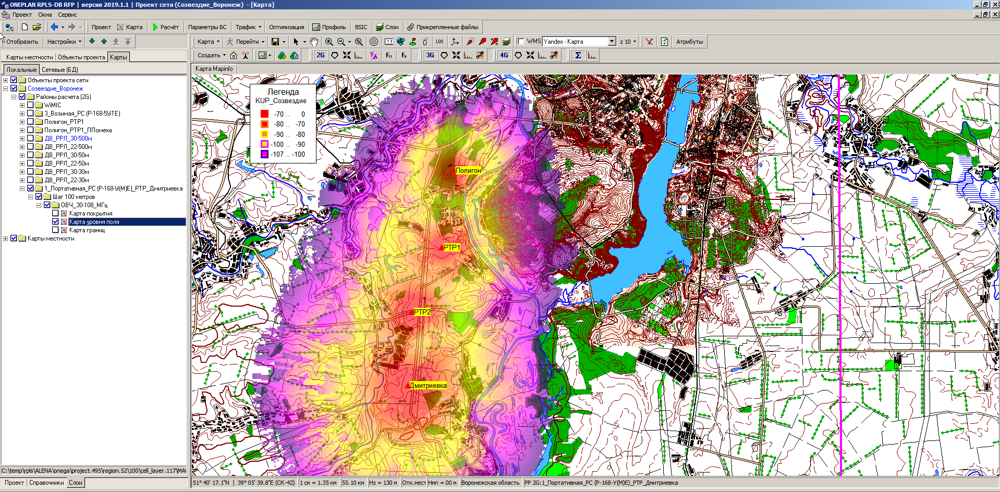 ONEPLAN RPLS-DB RFP | версия 2019.1.1 | Проект сети (Созвездие_Воронеж) - [Карта]
Проект Окна Сервис
Проект Карта Расчёт Параметры БС Трафик Оптимизация Профиль BSIC Слои Прикрепленные файлы
Отобразить Настройки
Карта Перейти LOS WMS Yandex - Карта z 10 Атрибуты
Карты местности Объекты проекта Карты
Создать 2G 3G 4G Σ
Локальные Сетевые (БД)
Карта Mapinfo
Объекты проекта сети
Созвездие_Воронеж
Районы расчета (2G)
WiMIC
3_Возимая_РС (Р-168-5УТЕ)
Полигон_РТР1
Полигон_РТР1_ППомеха
ДВ_РРЛ_30-500м
ДВ_РРЛ_22-500м
ДВ_РРЛ_30-50м
ДВ_РРЛ_22-50м
ДВ_РРЛ_30-30м
ДВ_РРЛ_22-30м
1_Портативная_РС (Р-168-У(М)Е)_РТР_Дмитриевка
Шаг 100 метров
ОВЧ_30-108_МГц
Карта покрытия
Карта уровня поля
Карта границ
Карты местности
Легенда
KUP_Созвездие
-70 .. 0
-80 .. -70
-90 .. -80
-100 .. -90
-107 .. -100
Полигон
РТР1
РТР2
Дмитриевка
C:\temp\rpls\ALENA\onega\project.495\region.52\100\cell_layer.117\MAI
Проект Справочники Слои
51° 40' 17.1"N | 39° 05' 39.8"E (СК-42) 1 см = 1.35 км 55.10 км Нз = 130 м Отк.мест Нмп = 00 м Воронежская область РР 2G:1_Портативная_РС (Р-168-У(М)Е)_РТР_Дмитриевка